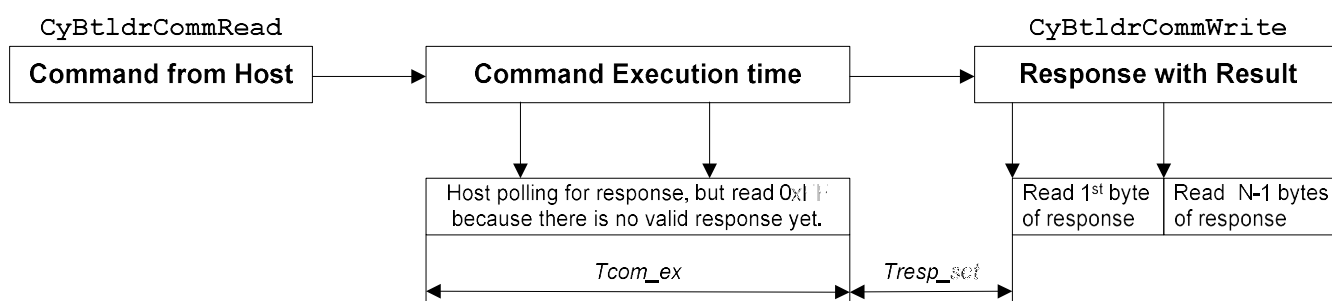 CyBtldrCommRead
CyBtldrCommWrite
Command from Host
Command Execution time
Response with Result
Host polling for response, but read
because there is no valid response yet.
Read 1st byte
of response
Read N-1 bytes
of response
Tcom_ex